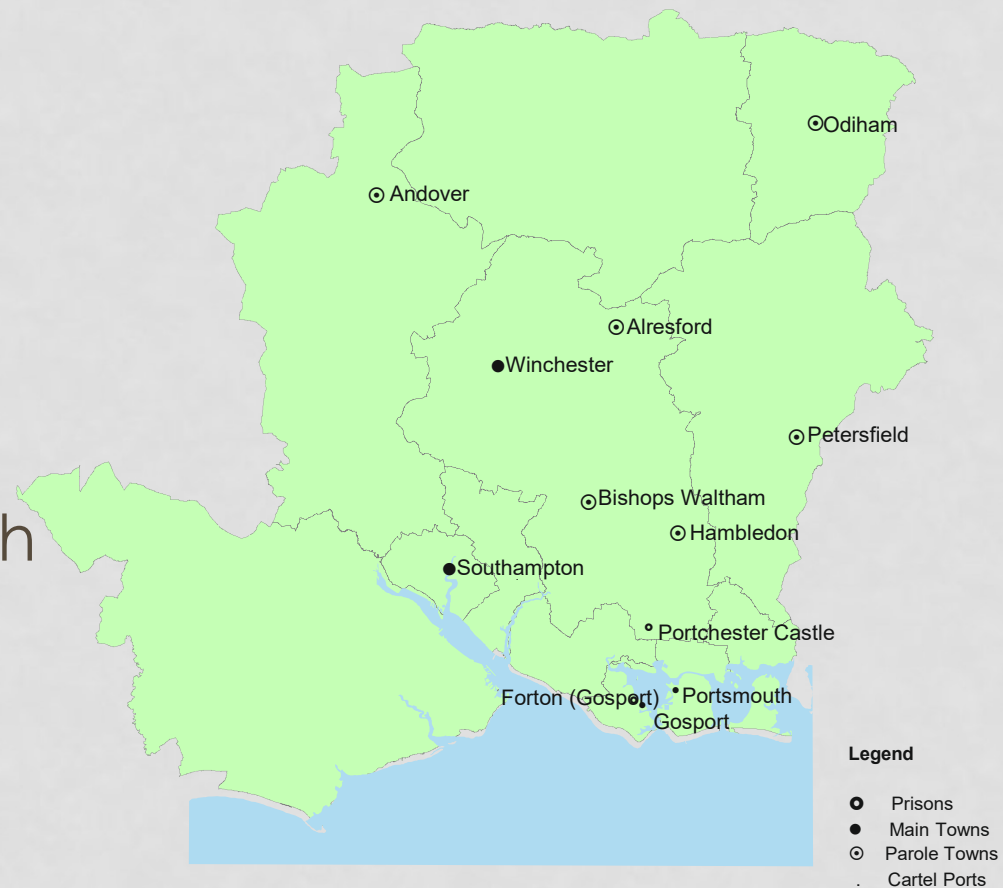 Odiham
Andover
Alresford
Winchester
Petersfield
Bishops Waltham
Hambledon
h
Southampton
Portchester Castle
Forton (Gosport)
Portsmouth
Gosport
Legend
Prisons
Main Towns
Parole Towns
Cartel Ports